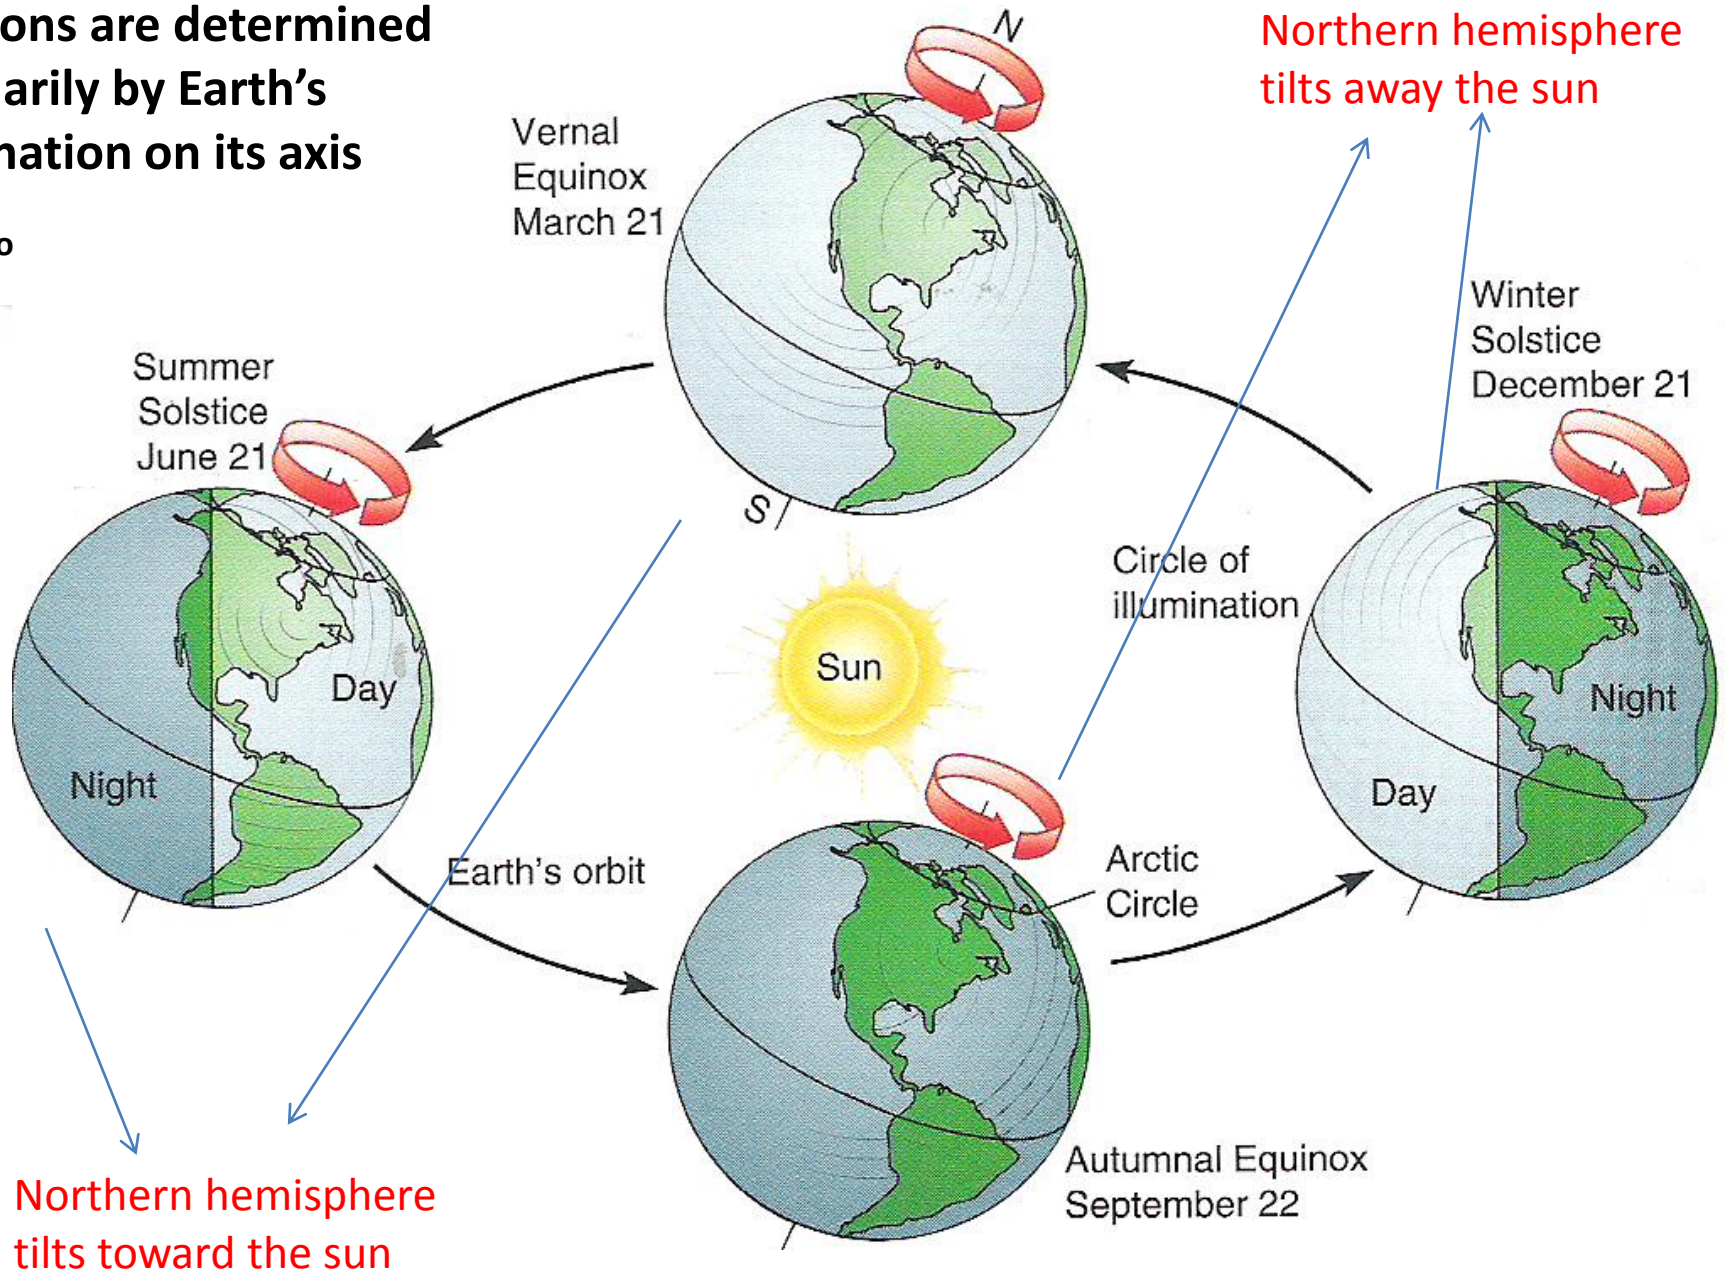 ons are determined
arily by Earth's
nation on its axis
o
Northern hemisphere
tilts away the sun
N
Vernal
Equinox
March 21
Winter
Solstice
December 21
Summer
Solstice
June 21
S
Circle of
illumination
Sun
Day
Night
Night
Day
Earth's orbit
Arctic
Circle
Autumnal Equinox
September 22
Northern hemisphere
tilts toward the sun